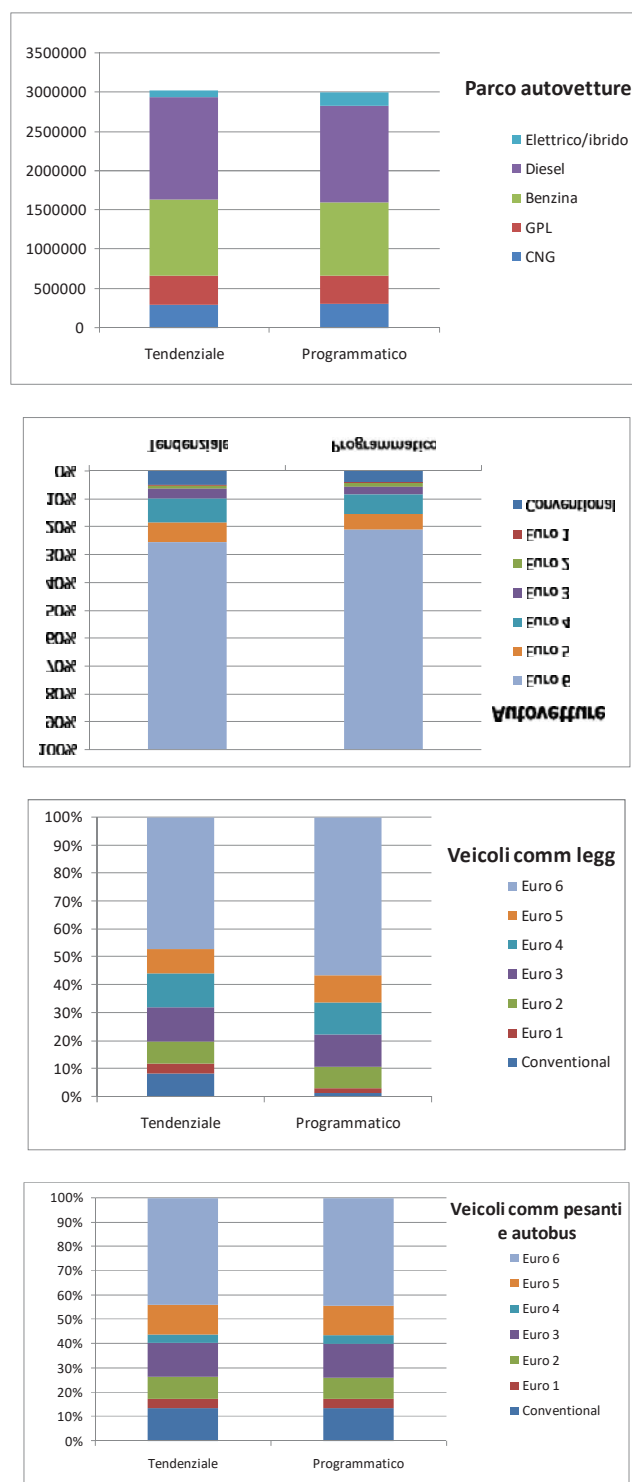 3500000
3000000
2500000
2000000
1500000
1000000
500000
0
Tendenziale
Programmatico
Parco autovetture
Elettrico/ibrido
Diesel
Benzina
GPL
CNG
Tendenziale
Programmatico
0%
10%
20%
30%
40%
50%
60%
70%
80%
90%
100%
Conventional
Euro 1
Euro 2
Euro 3
Euro 4
Euro 5
Euro 6
Autovetture
100%
90%
80%
70%
60%
50%
40%
30%
20%
10%
0%
Tendenziale
Programmatico
Veicoli comm legg
Euro 6
Euro 5
Euro 4
Euro 3
Euro 2
Euro 1
Conventional
100%
90%
80%
70%
60%
50%
40%
30%
20%
10%
0%
Tendenziale
Programmatico
Veicoli comm pesanti
e autobus
Euro 6
Euro 5
Euro 4
Euro 3
Euro 2
Euro 1
Conventional